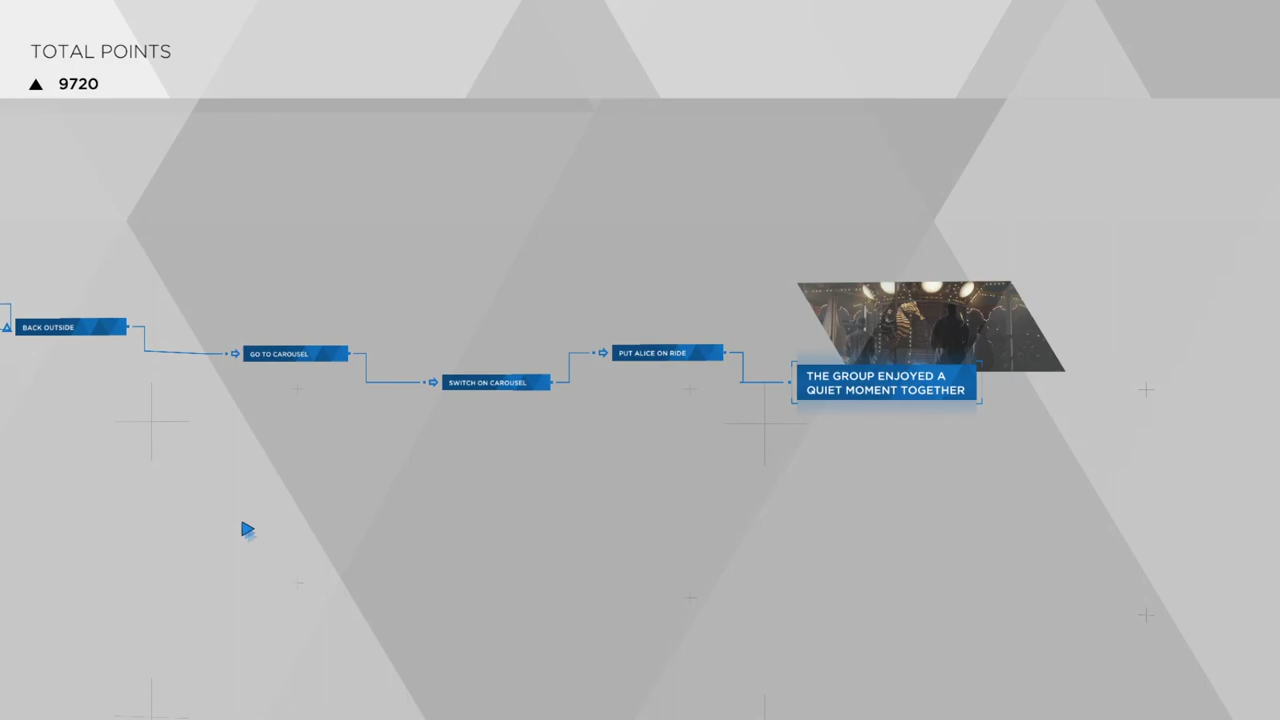 TOTAL POINTS
9720
BACK OUTSIDE
GO TO CAROUSEL
SWITCH ON CAROUSEL
PUT ALICE ON RIDE
THE GROUP ENJOYED A
QUIET MOMENT TOGETHER